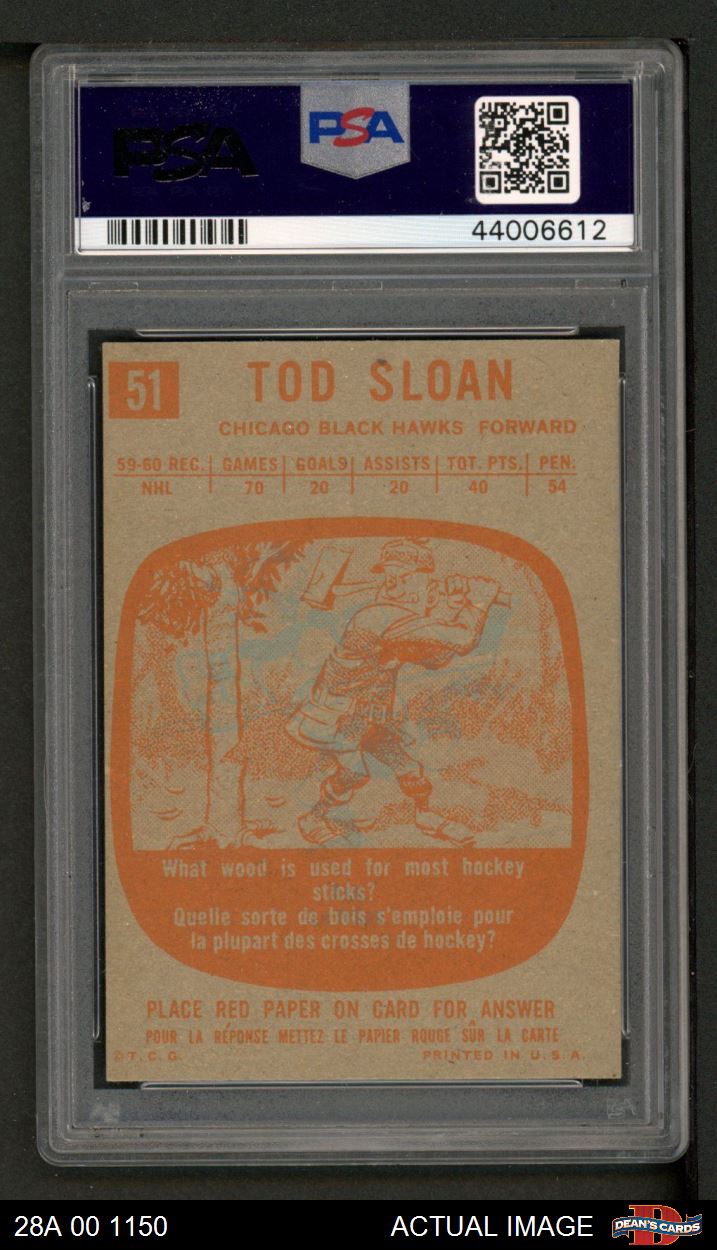 PSA
PSA
44006612
51
TOD SLOAN
CHICAGO BLACK HAWKS FORWARD
59-60 REC. GAMES GOALS ASSISTS TOT. PTS. PEN.
NHL 70 20 20 40 54
What wood is used for most hockey
sticks?
Quelle sorte de bois s'emploie pour
la plupart des crosses de hockey?
PLACE RED PAPER ON CARD FOR ANSWER
POUR LA RÉPONSE METTEZ LE PAPIER ROUGE SÛR LA CARTE
©T.C.G. PRINTED IN U.S.A.
28A 00 1150 ACTUAL IMAGE DEAN'S CARDS